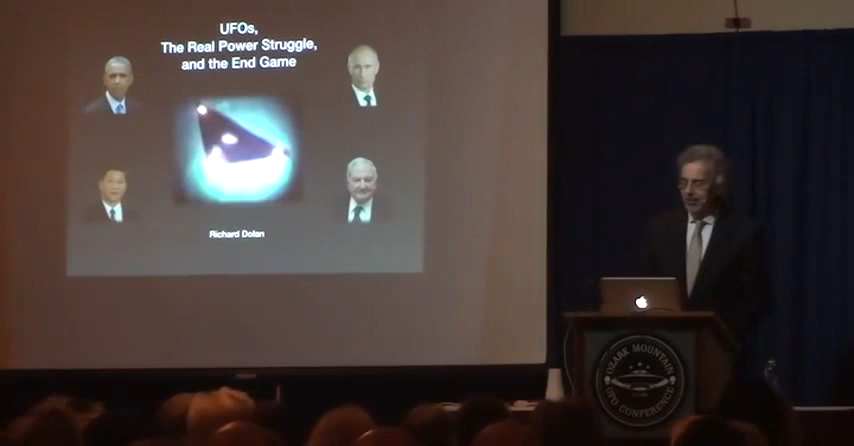 UFOs,
The Real Power Struggle,
and the End Game
Richard Dolan
OZARK MOUNTAIN
UFO CONFERENCE